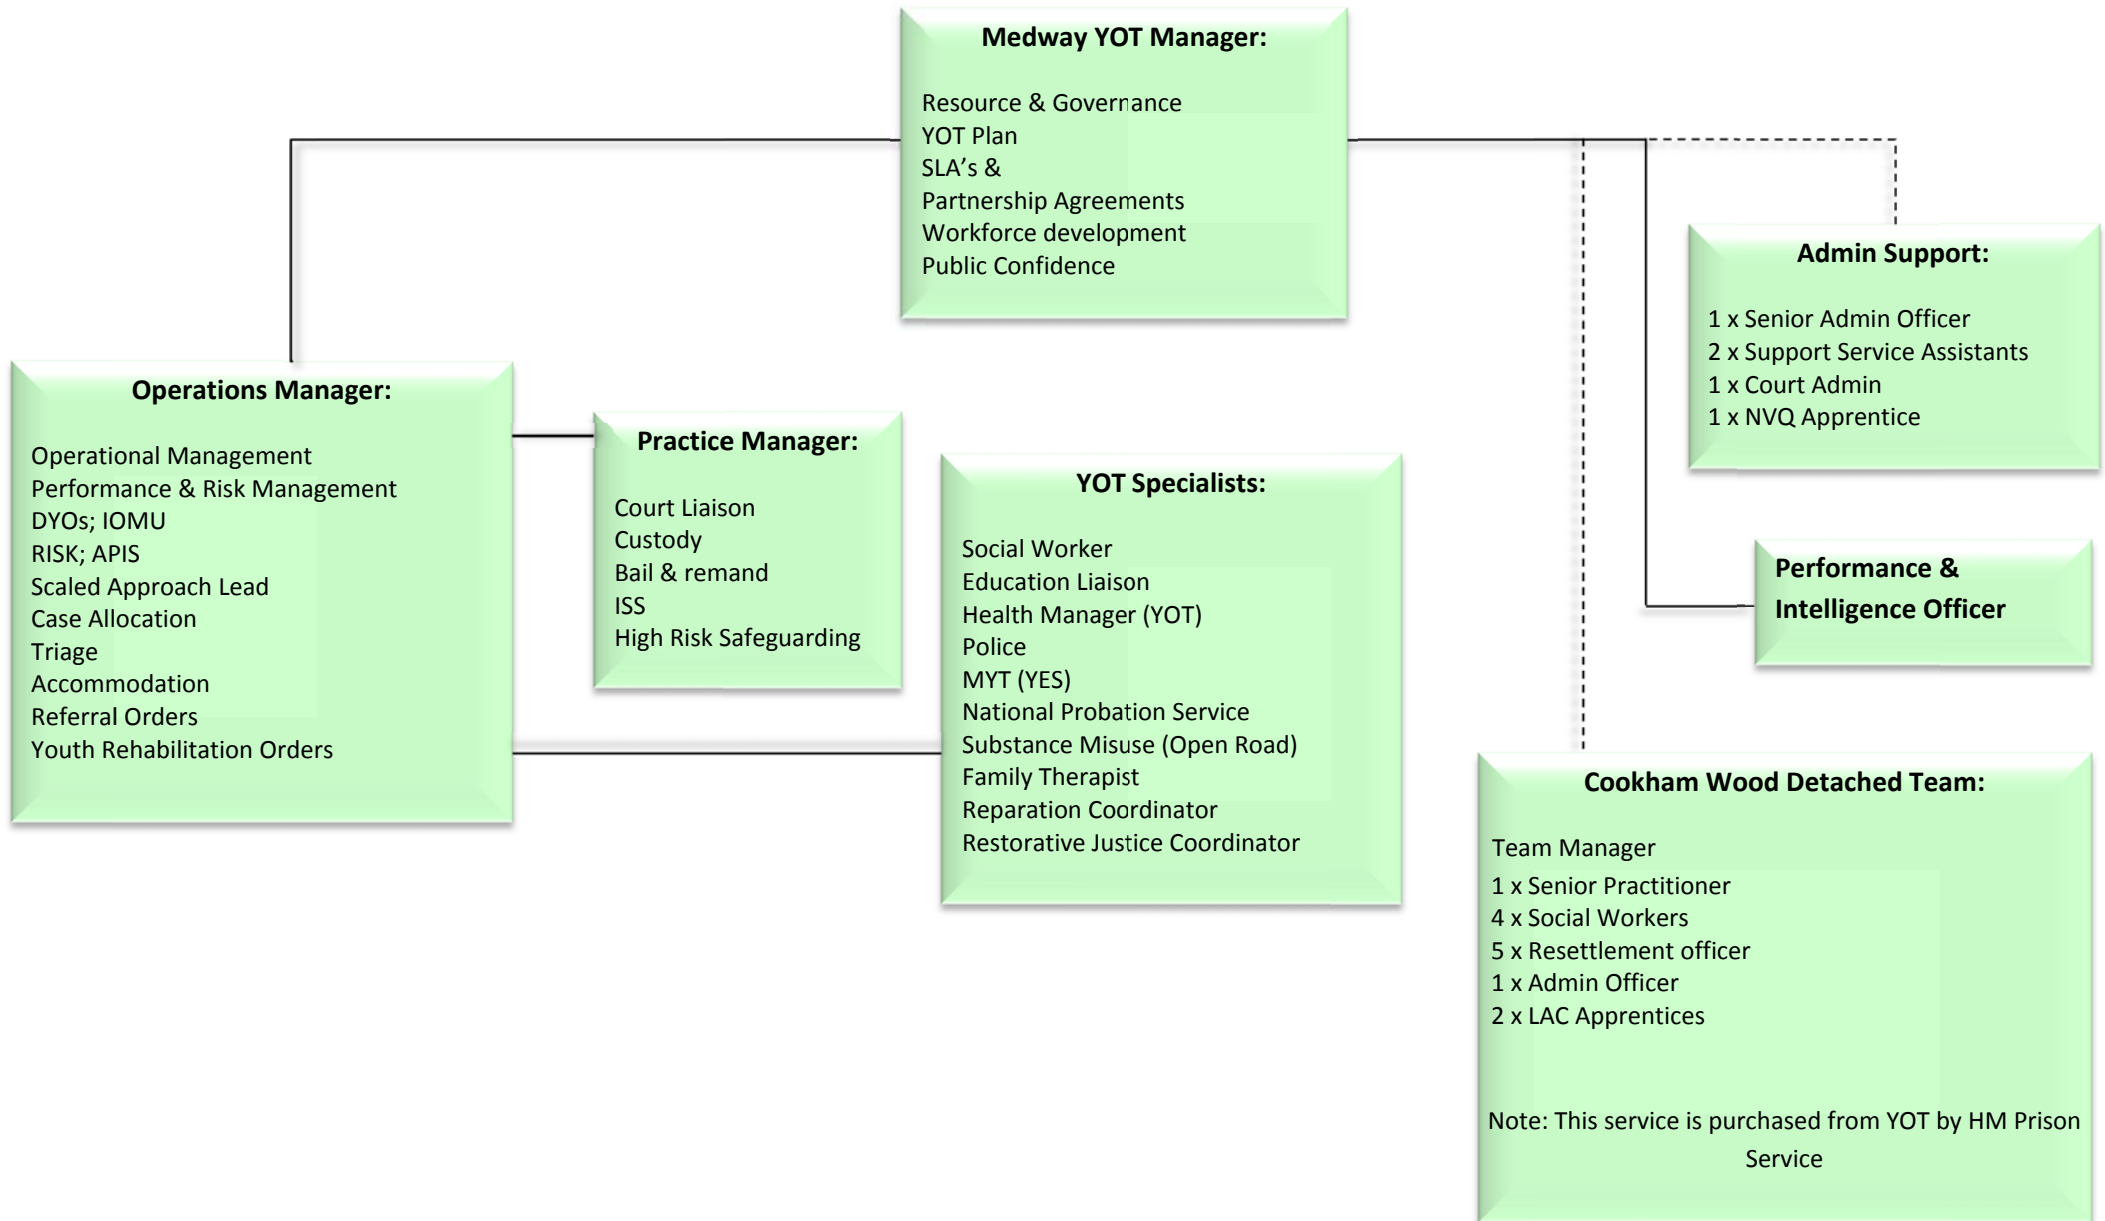 Medway YOT Manager:
Resource & Governance
YOT Plan
SLA’s &
Partnership Agreements
Workforce development
Public Confidence
Operations Manager:
Operational Management
Performance & Risk Management
DYOs; IOMU
RISK; APIS
Scaled Approach Lead
Case Allocation
Triage
Accommodation
Referral Orders
Youth Rehabilitation Orders
Practice Manager:
Court Liaison
Custody
Bail & remand
ISS
High Risk Safeguarding
YOT Specialists:
Social Worker
Education Liaison
Health Manager (YOT)
Police
MYT (YES)
National Probation Service
Substance Misuse (Open Road)
Family Therapist
Reparation Coordinator
Restorative Justice Coordinator
Admin Support:
1 x Senior Admin Officer
2 x Support Service Assistants
1 x Court Admin
1 x NVQ Apprentice
Performance &
Intelligence Officer
Cookham Wood Detached Team:
Team Manager
1 x Senior Practitioner
4 x Social Workers
5 x Resettlement officer
1 x Admin Officer
2 x LAC Apprentices
Note: This service is purchased from YOT by HM Prison
Service